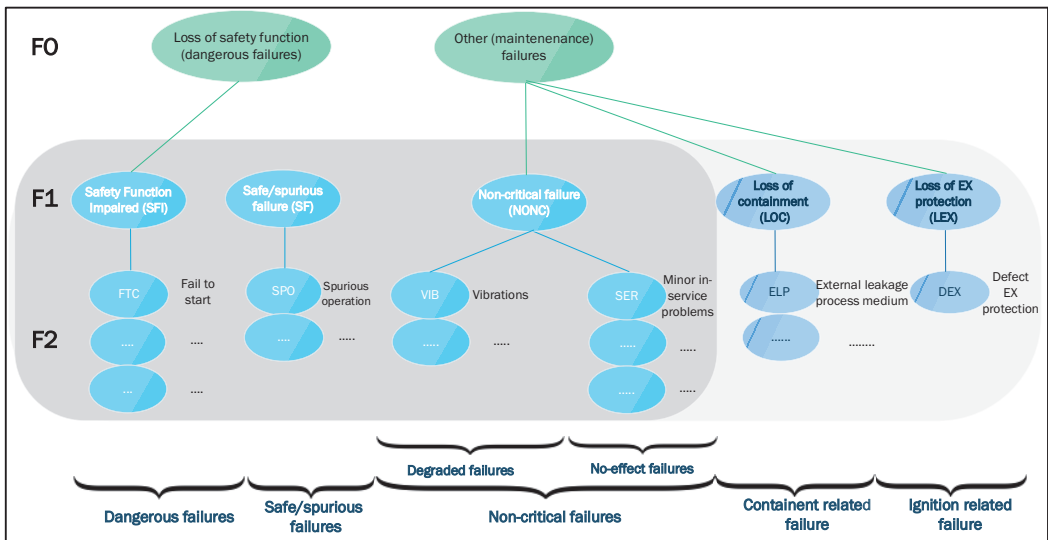 F0
Loss of safety function
(dangerous failures)
Other (maintenenance)
failures
F1
Safety Function
Impaired (SFI)
Safe/spurious
failure (SF)
Non-critical failure
(NONC)
Loss of
containment
(LOC)
Loss of EX
protection
(LEX)
F2
FTC
Fail to
start
SPO
Spurious
operation
VIB
Vibrations
SER
Minor in-
service
problems
ELP
External leakage
process medium
DEX
Defect
EX
protection
....
....
....
.....
.....
.....
.....
.....
......
........
...
....
.....
.....
Degraded failures
No-effect failures
Dangerous failures
Safe/spurious
failures
Non-critical failures
Containent related
failure
Ignition related
failure